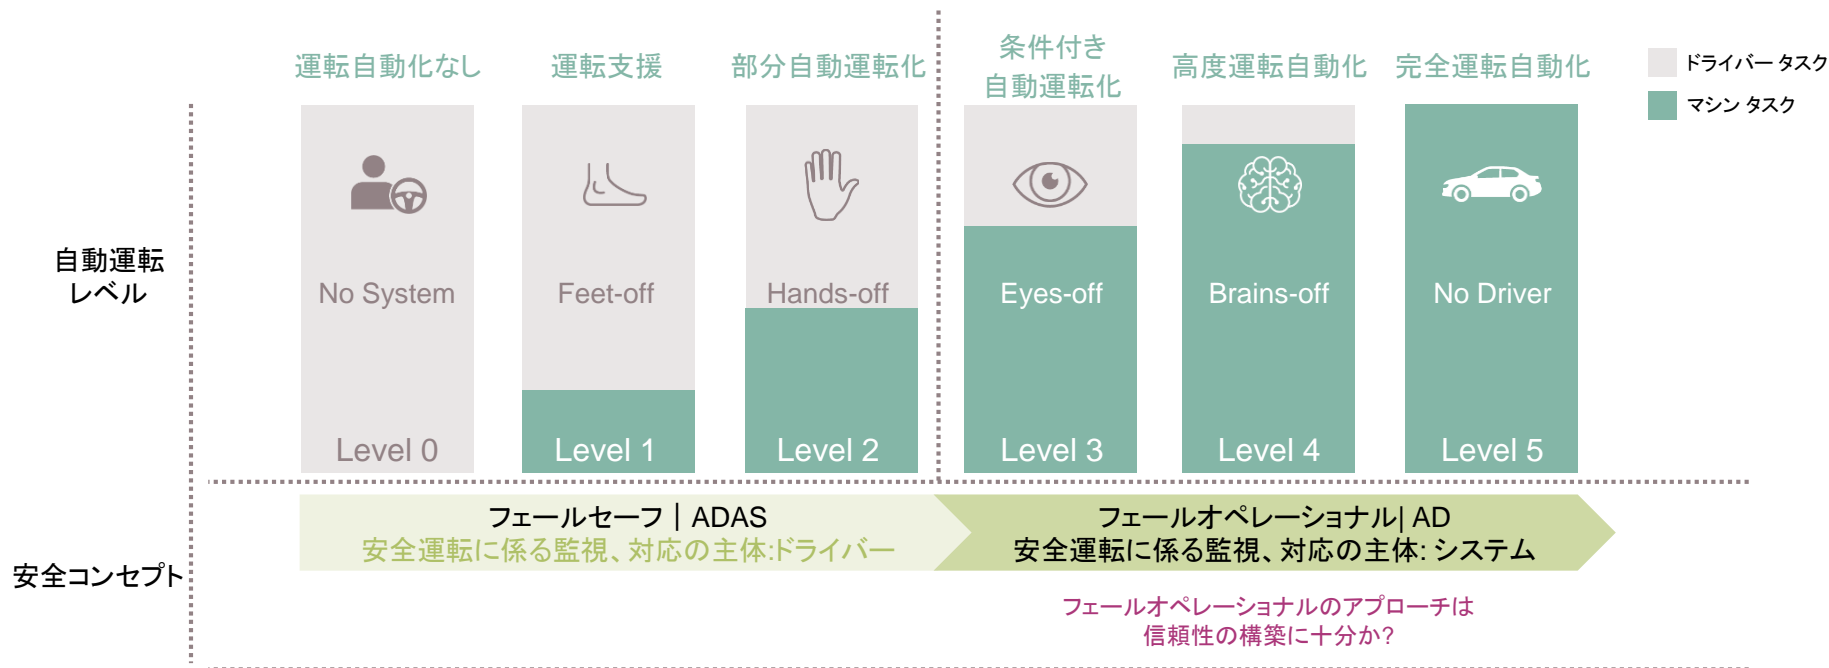 運転自動化なし
運転支援
部分自動運転化
条件付き
自動運転化
高度運転自動化
完全運転自動化
ドライバー タスク
マシン タスク
自動運転
レベル
No System
Feet-off
Hands-off
Eyes-off
Brains-off
No Driver
Level 0
Level 1
Level 2
Level 3
Level 4
Level 5
安全コンセプト
フェールセーフ | ADAS
安全運転に係る監視、対応の主体:ドライバー
フェールオペレーショナル| AD
安全運転に係る監視、対応の主体: システム
フェールオペレーショナルのアプローチは
信頼性の構築に十分か?